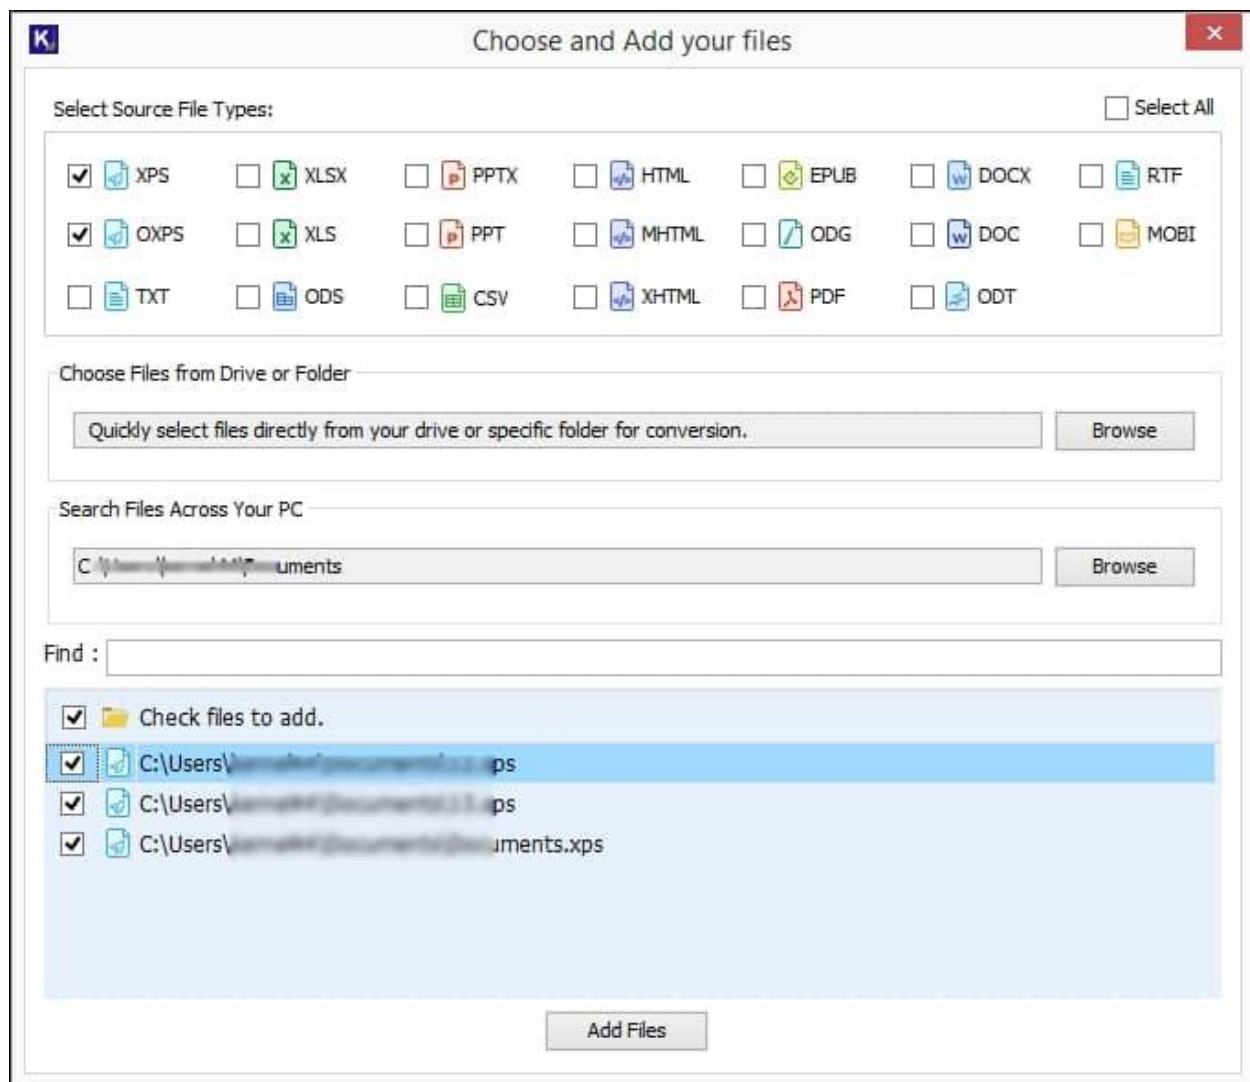 K
Choose and Add your files
Select Source File Types:
Select All
XPS XLSX PPTX HTML EPUB DOCX RTF
OXPS XLS PPT MHTML ODG DOC MOBI
TXT ODS CSV XHTML PDF ODT
Choose Files from Drive or Folder
Quickly select files directly from your drive or specific folder for conversion.
Browse
Search Files Across Your PC
C uments
Browse
Find :
Check files to add.
C:\Users\ ps
C:\Users\ ps
C:\Users\ uments.xps
Add Files